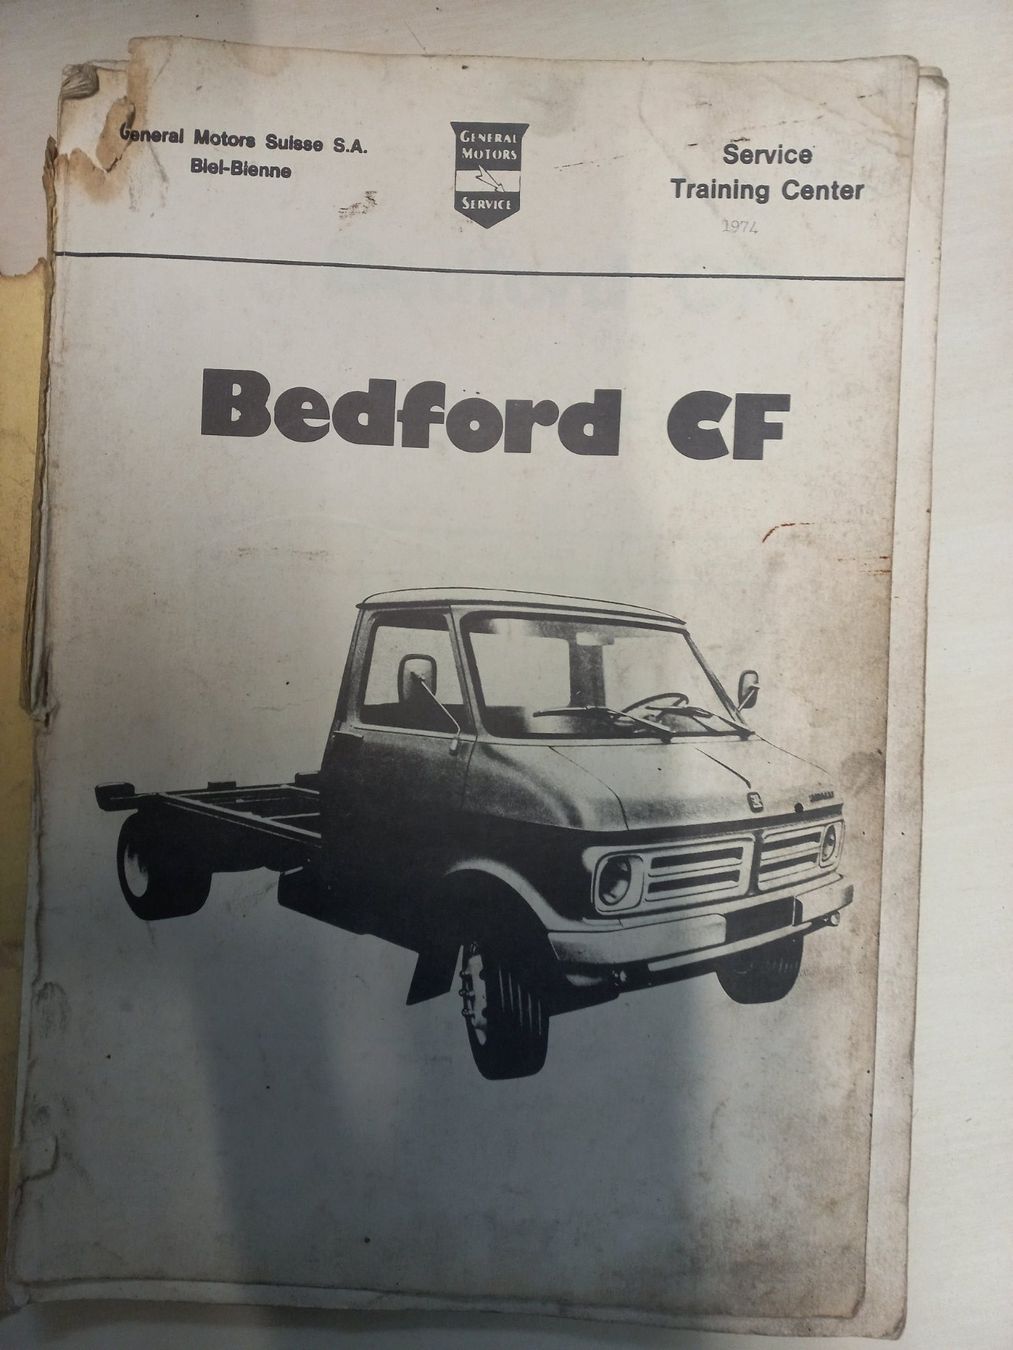 General Motors Suisse S.A.
Biel-Bienne
GENERAL
MOTORS
SERVICE
Service
Training Center
1974
Bedford CF